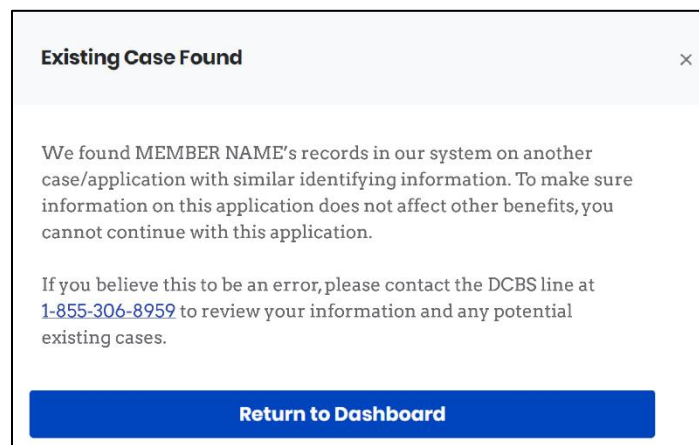 Existing Case Found
×
We found MEMBER NAME's records in our system on another
case/application with similar identifying information. To make sure
information on this application does not affect other benefits, you
cannot continue with this application.
If you believe this to be an error, please contact the DCBS line at
1-855-306-8959 to review your information and any potential
existing cases.
Return to Dashboard